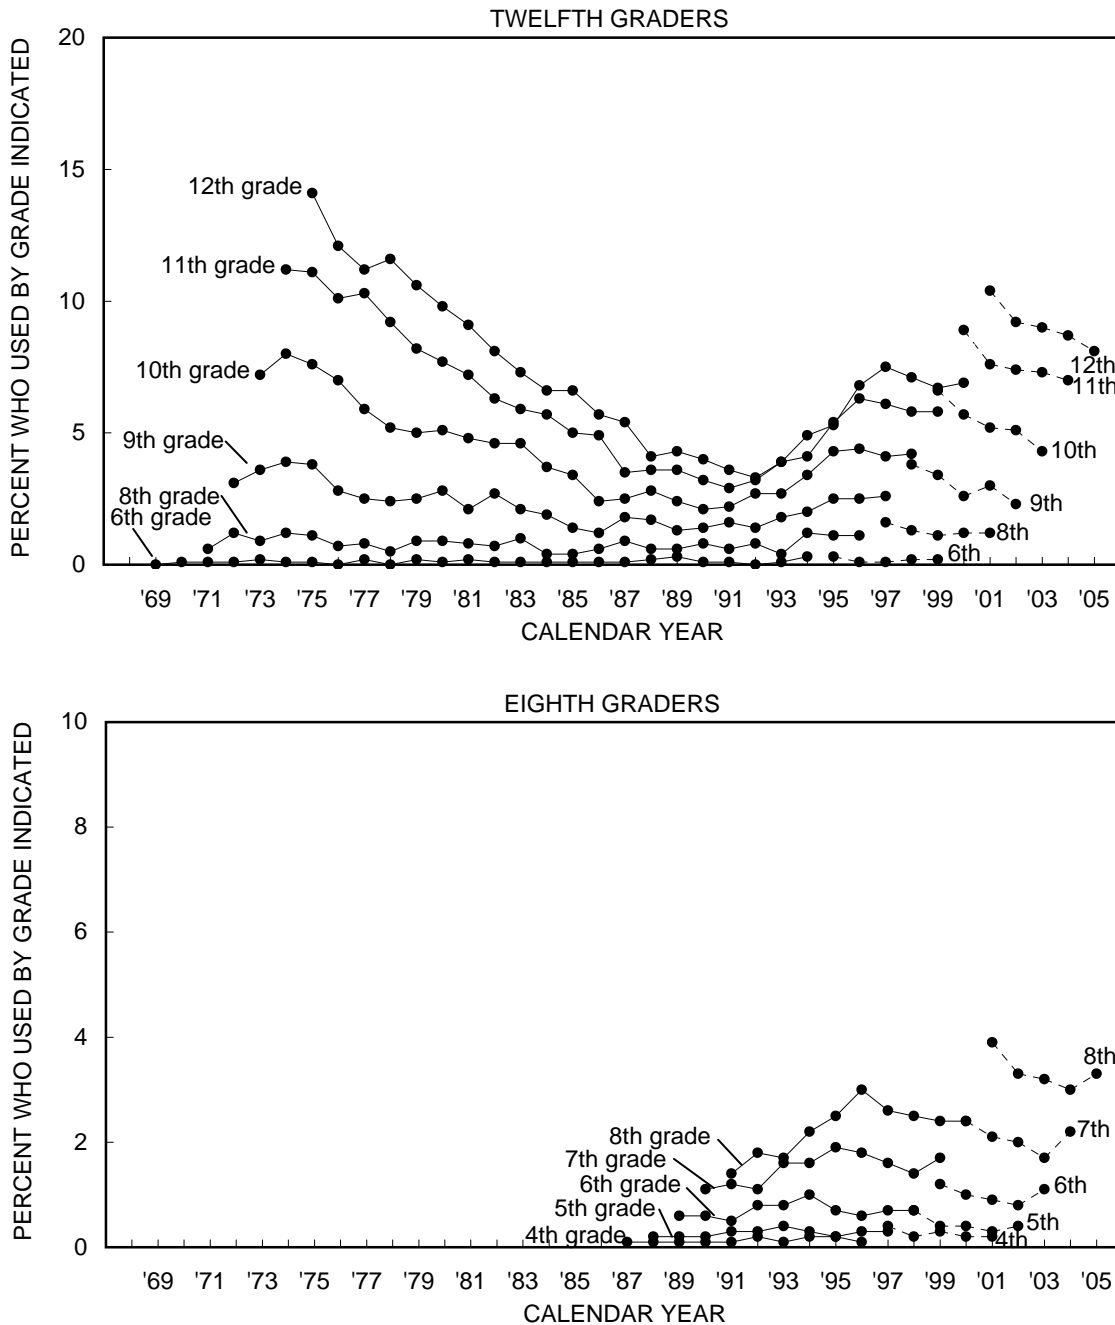 TWELFTH GRADERS
PERCENT WHO USED BY GRADE INDICATED
20
15
10
5
0
12th grade
11th grade
10th grade
9th grade
8th grade
6th grade
12th
11th
10th
9th
8th
6th
'69 '71 '73 '75 '77 '79 '81 '83 '85 '87 '89 '91 '93 '95 '97 '99 '01 '03 '05
CALENDAR YEAR
EIGHTH GRADERS
PERCENT WHO USED BY GRADE INDICATED
10
8
6
4
2
0
8th grade
7th grade
6th grade
5th grade
4th grade
8th
7th
6th
5th
4th
'69 '71 '73 '75 '77 '79 '81 '83 '85 '87 '89 '91 '93 '95 '97 '99 '01 '03 '05
CALENDAR YEAR